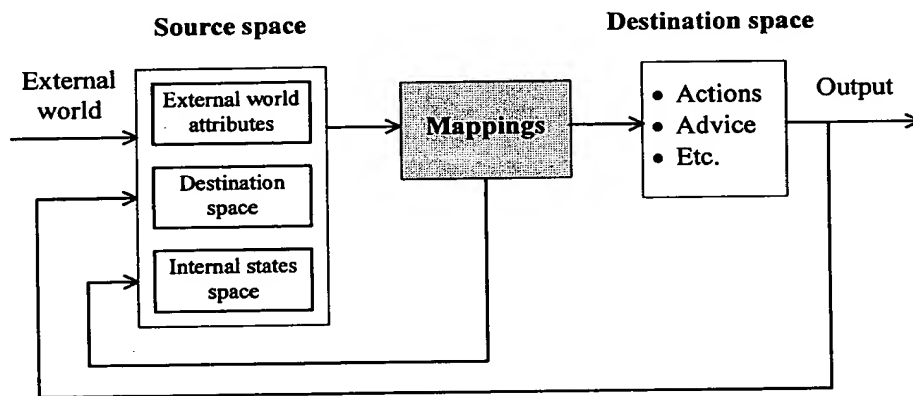 Source space
Destination space
External
world
External world
attributes
Destination
space
Internal states
space
Mappings
• Actions
• Advice
• Etc.
Output